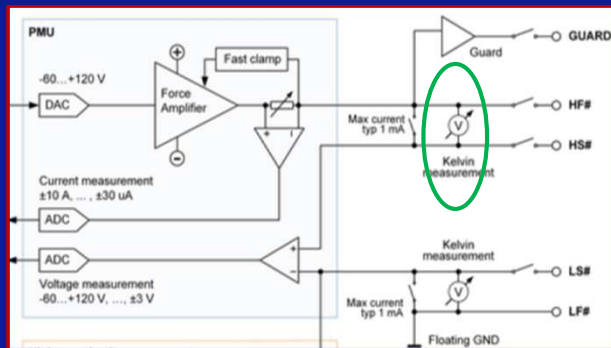 PMU
Fast clamp
GUARD
Guard
-60...+120 V
DAC
Force
Amplifier
HF#
Max current
typ 1 mA
V
HS#
Kelvin
measurement
Current measurement
±10 A, ... , ±30 uA
ADC
ADC
Voltage measurement
-60...+120 V, ..., ±3 V
Kelvin
measurement
LS#
V
Max current
typ 1 mA
LF#
Floating GND